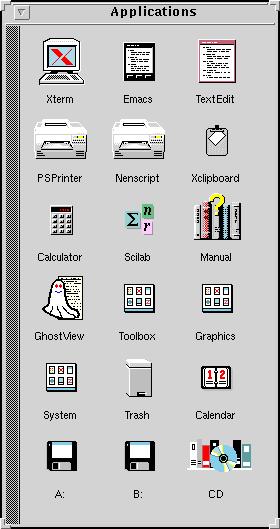 Applications
Xterm Emacs TextEdit
PSPrinter Nenscript Xclipboard
Calculator Scilab Manual
GhostView Toolbox Graphics
System Trash Calendar
A: B: CD